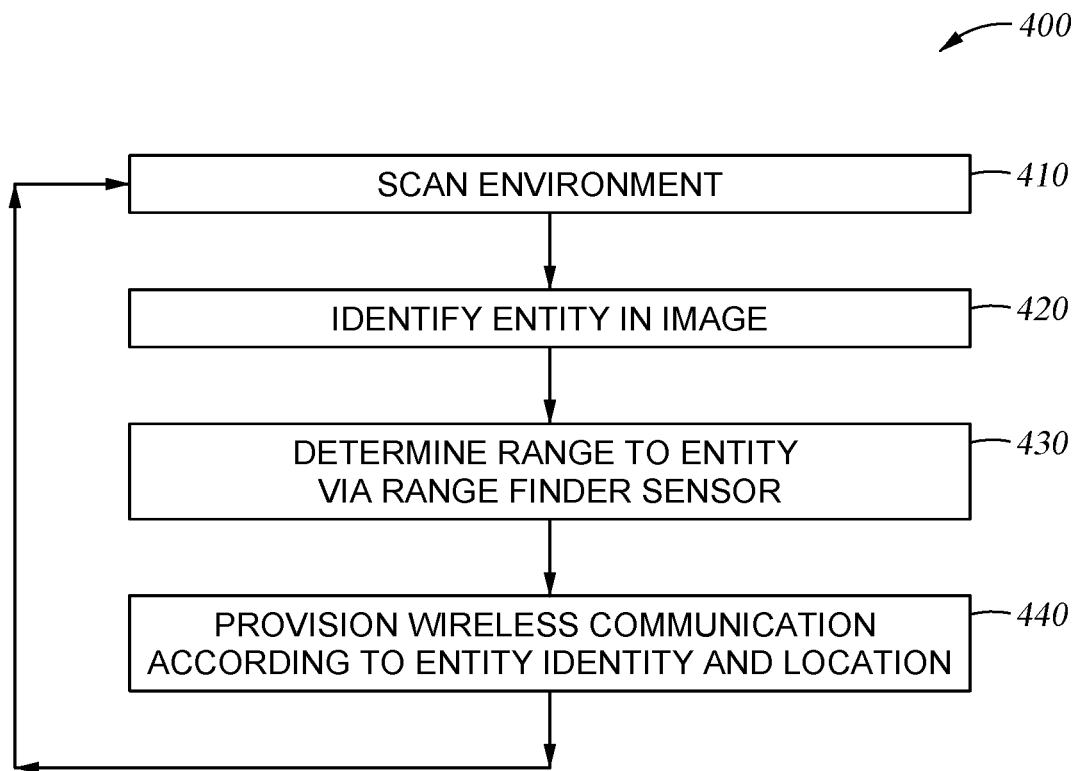 400
SCAN ENVIRONMENT
410
IDENTIFY ENTITY IN IMAGE
420
DETERMINE RANGE TO ENTITY
VIA RANGE FINDER SENSOR
430
PROVISION WIRELESS COMMUNICATION
ACCORDING TO ENTITY IDENTITY AND LOCATION
440